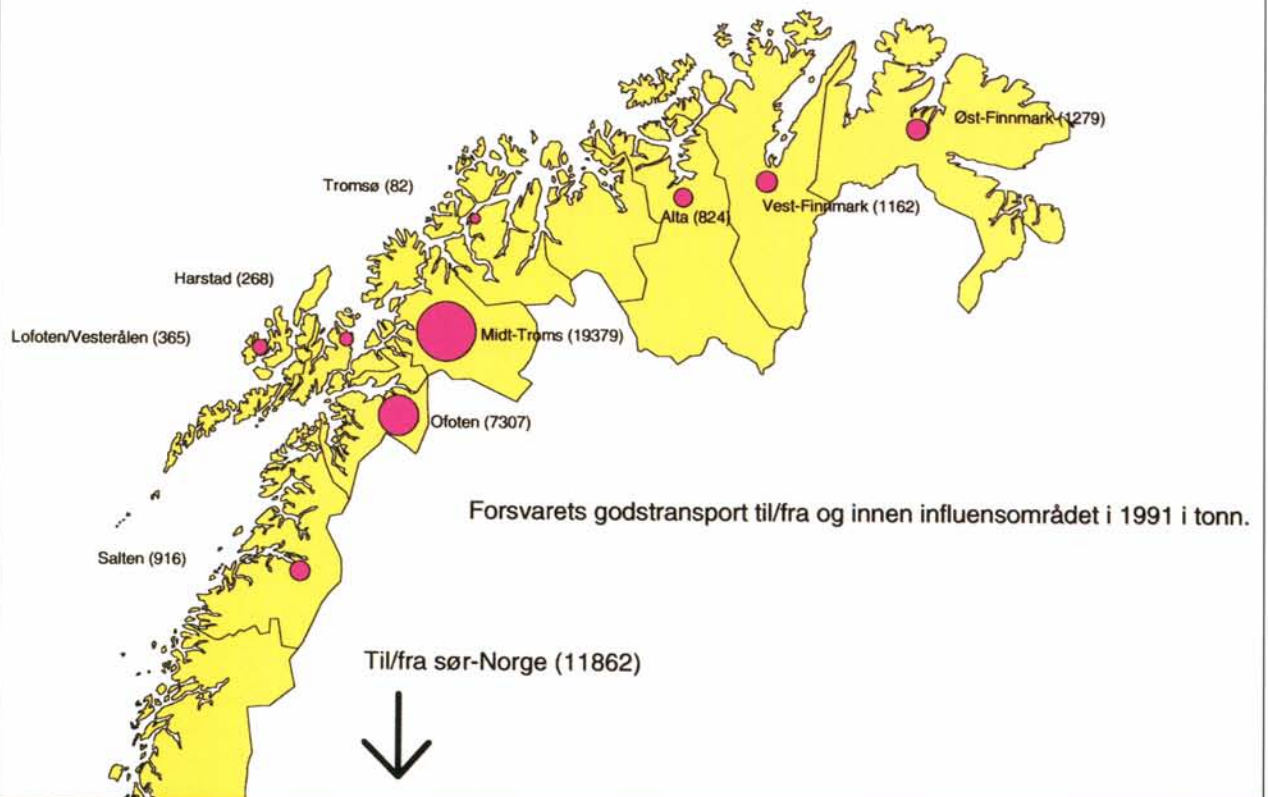 Øst-Finnmark (1279)
Tromsø (82)
Alta (824)
Vest-Finnmark (1162)
Harstad (268)
Lofoten/Vesterålen (365)
Midt-Troms (19379)
Ofoten (7307)
Forsvarets godstransport til/fra og innen influensområdet i 1991 i tonn.
Salten (916)
Til/fra sør-Norge (11862)